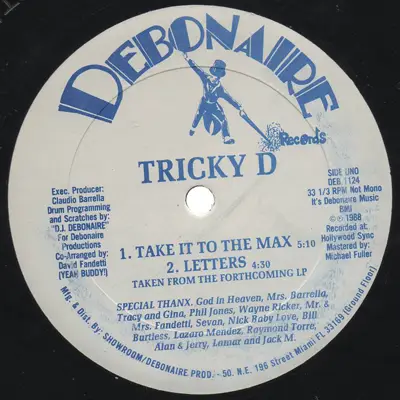 DEBONAIRE
Records
TRICKY D
Exec. Producer:
Claudio Barrella
Drum Programming
and Scratches by:
"D.J. DEBONAIRE"
For Debonaire
Productions
Co-Arranged by:
David Fandetti
(YEAH BUDDY!)
SIDE UNO
DEB 1124
33 1/3 RPM Not Mono
It's Debonaire Music
BMI
℗© 1988
Recorded at:
Hollywood Sync
Mastered by:
Michael Fuller
1. TAKE IT TO THE MAX 5:10
2. LETTERS 4:30
TAKEN FROM THE FORTHCOMING LP
SPECIAL THANX. God in Heaven, Mrs. Barrella,
Tracy and Gina, Phil Jones, Wayne Ricker, Mr. &
Mrs. Fandetti, Sevan, Nick Baby Love, Bill
Burtless, Lazaro Mendez, Raymond Torre,
Alan & Jerry, Lamar and Jack M.
Mfg. & Dist. By: SHOWROOM/DEBONAIRE PROD. - 50. N.E. 196 Street Miami FL 33169 (Ground Floor)